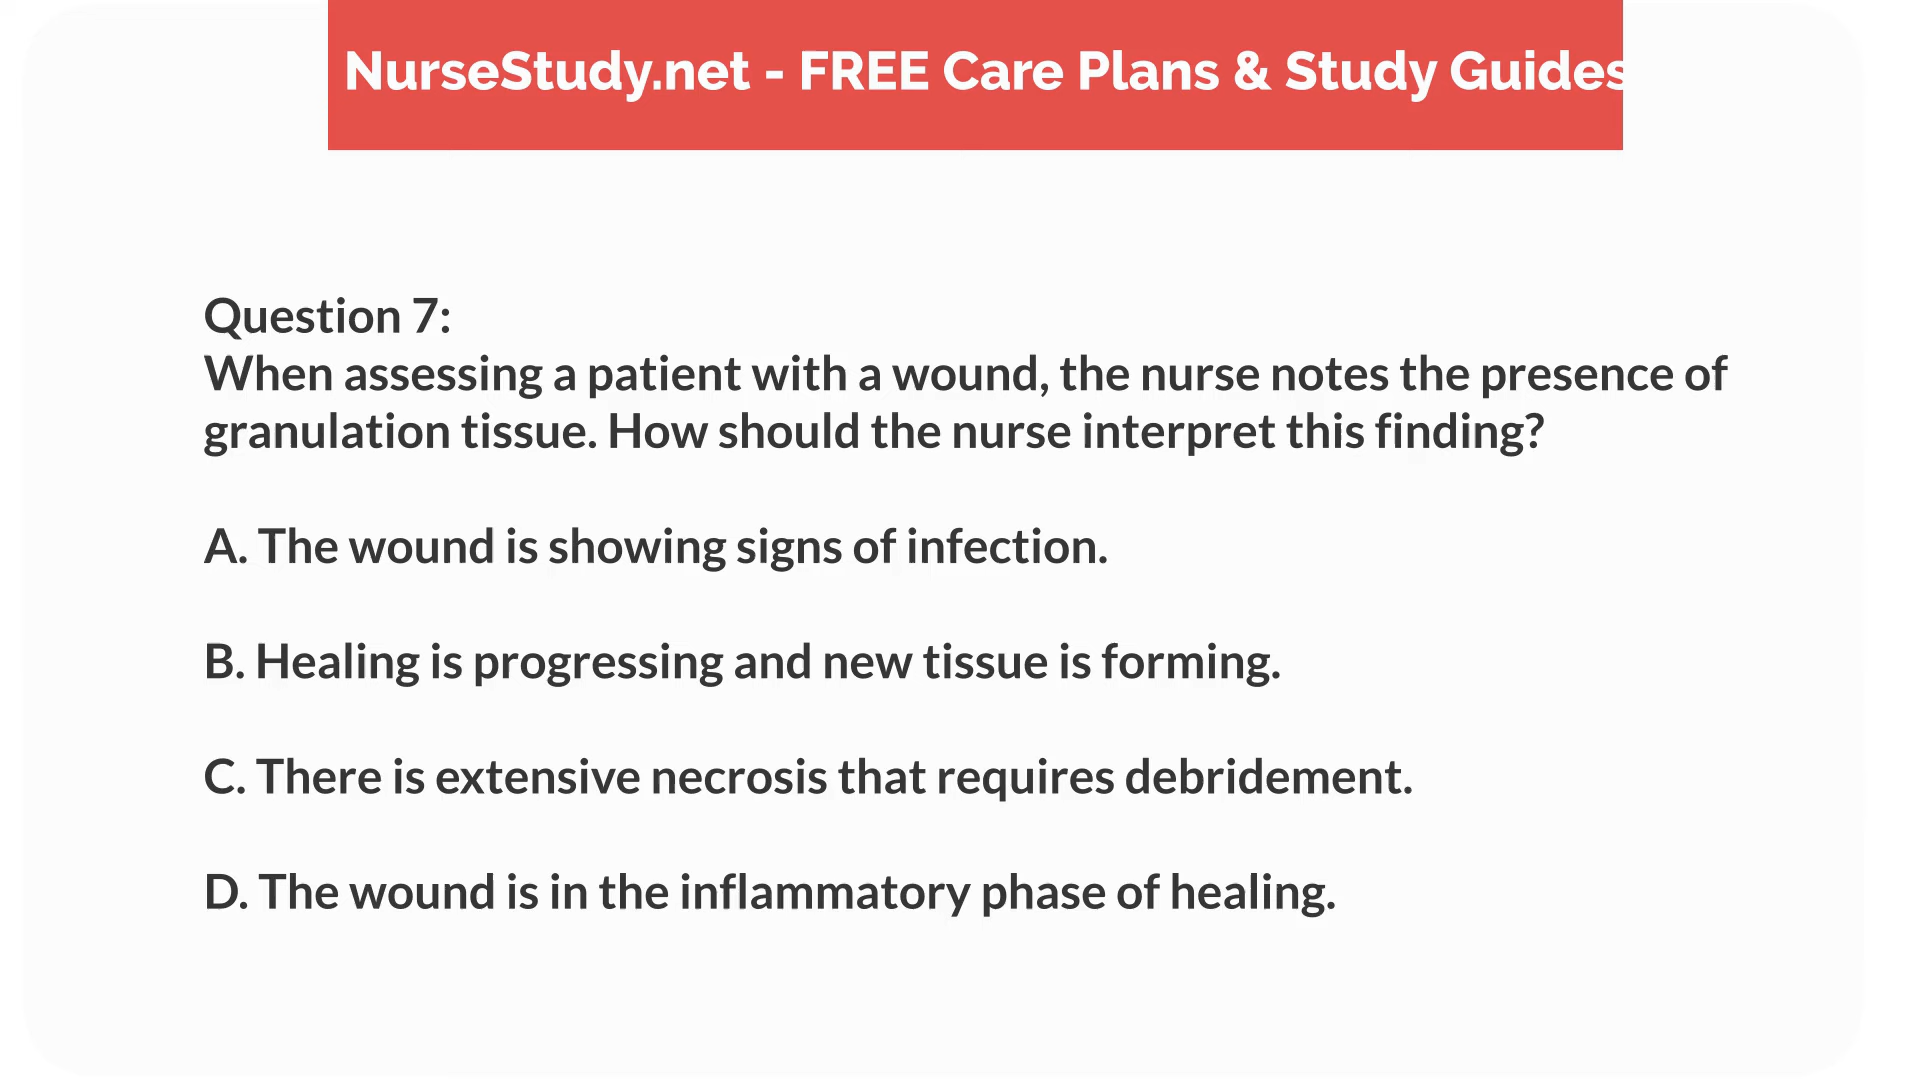 NurseStudy.net - FREE Care Plans & Study Guides
Question 7:
When assessing a patient with a wound, the nurse notes the presence of
granulation tissue. How should the nurse interpret this finding?
A. The wound is showing signs of infection.
B. Healing is progressing and new tissue is forming.
C. There is extensive necrosis that requires debridement.
D. The wound is in the inflammatory phase of healing.